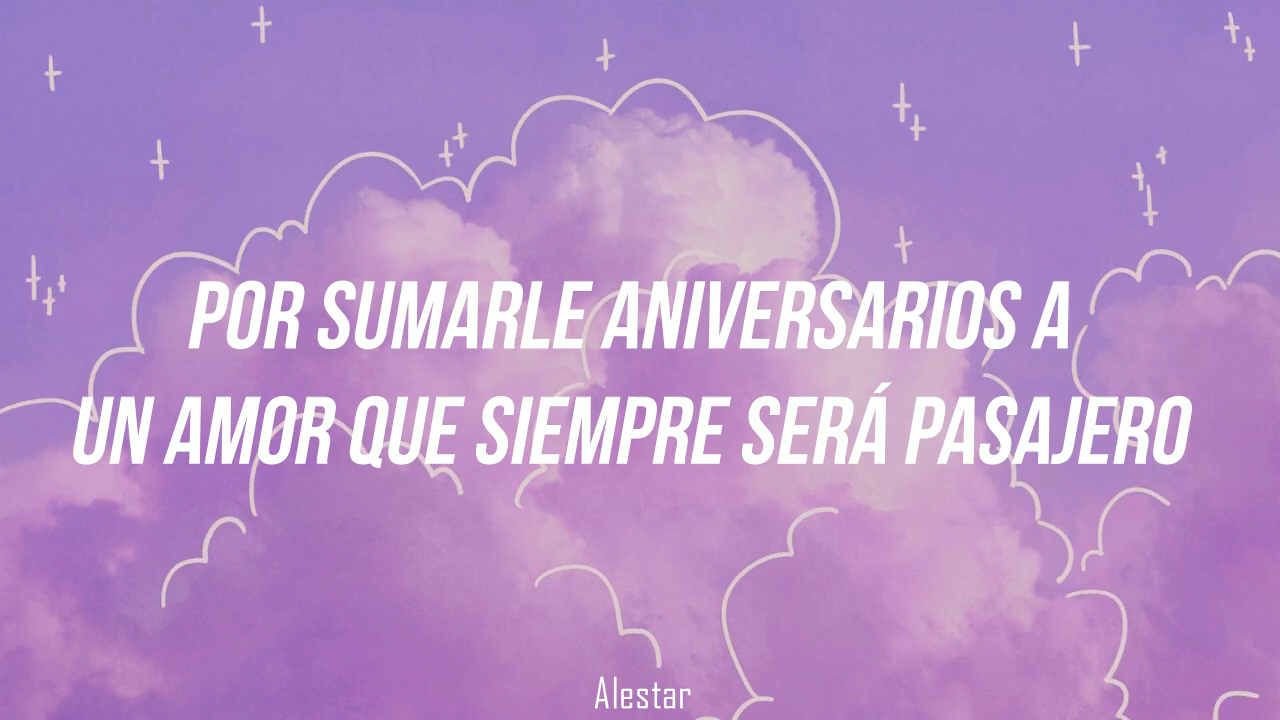 POR SUMARLE ANIVERSARIOS A
UN AMOR QUE SIEMPRE SERÁ PASAJERO
Alestar